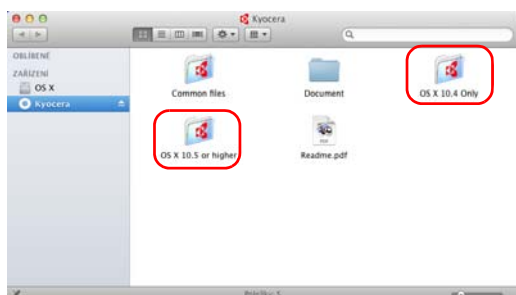 Kyocera
OBLÍBENÉ
ZAŘÍZENÍ
OS X
Kyocera
Common files
Document
OS X 10.4 Only
OS X 10.5 or higher
Readme.pdf